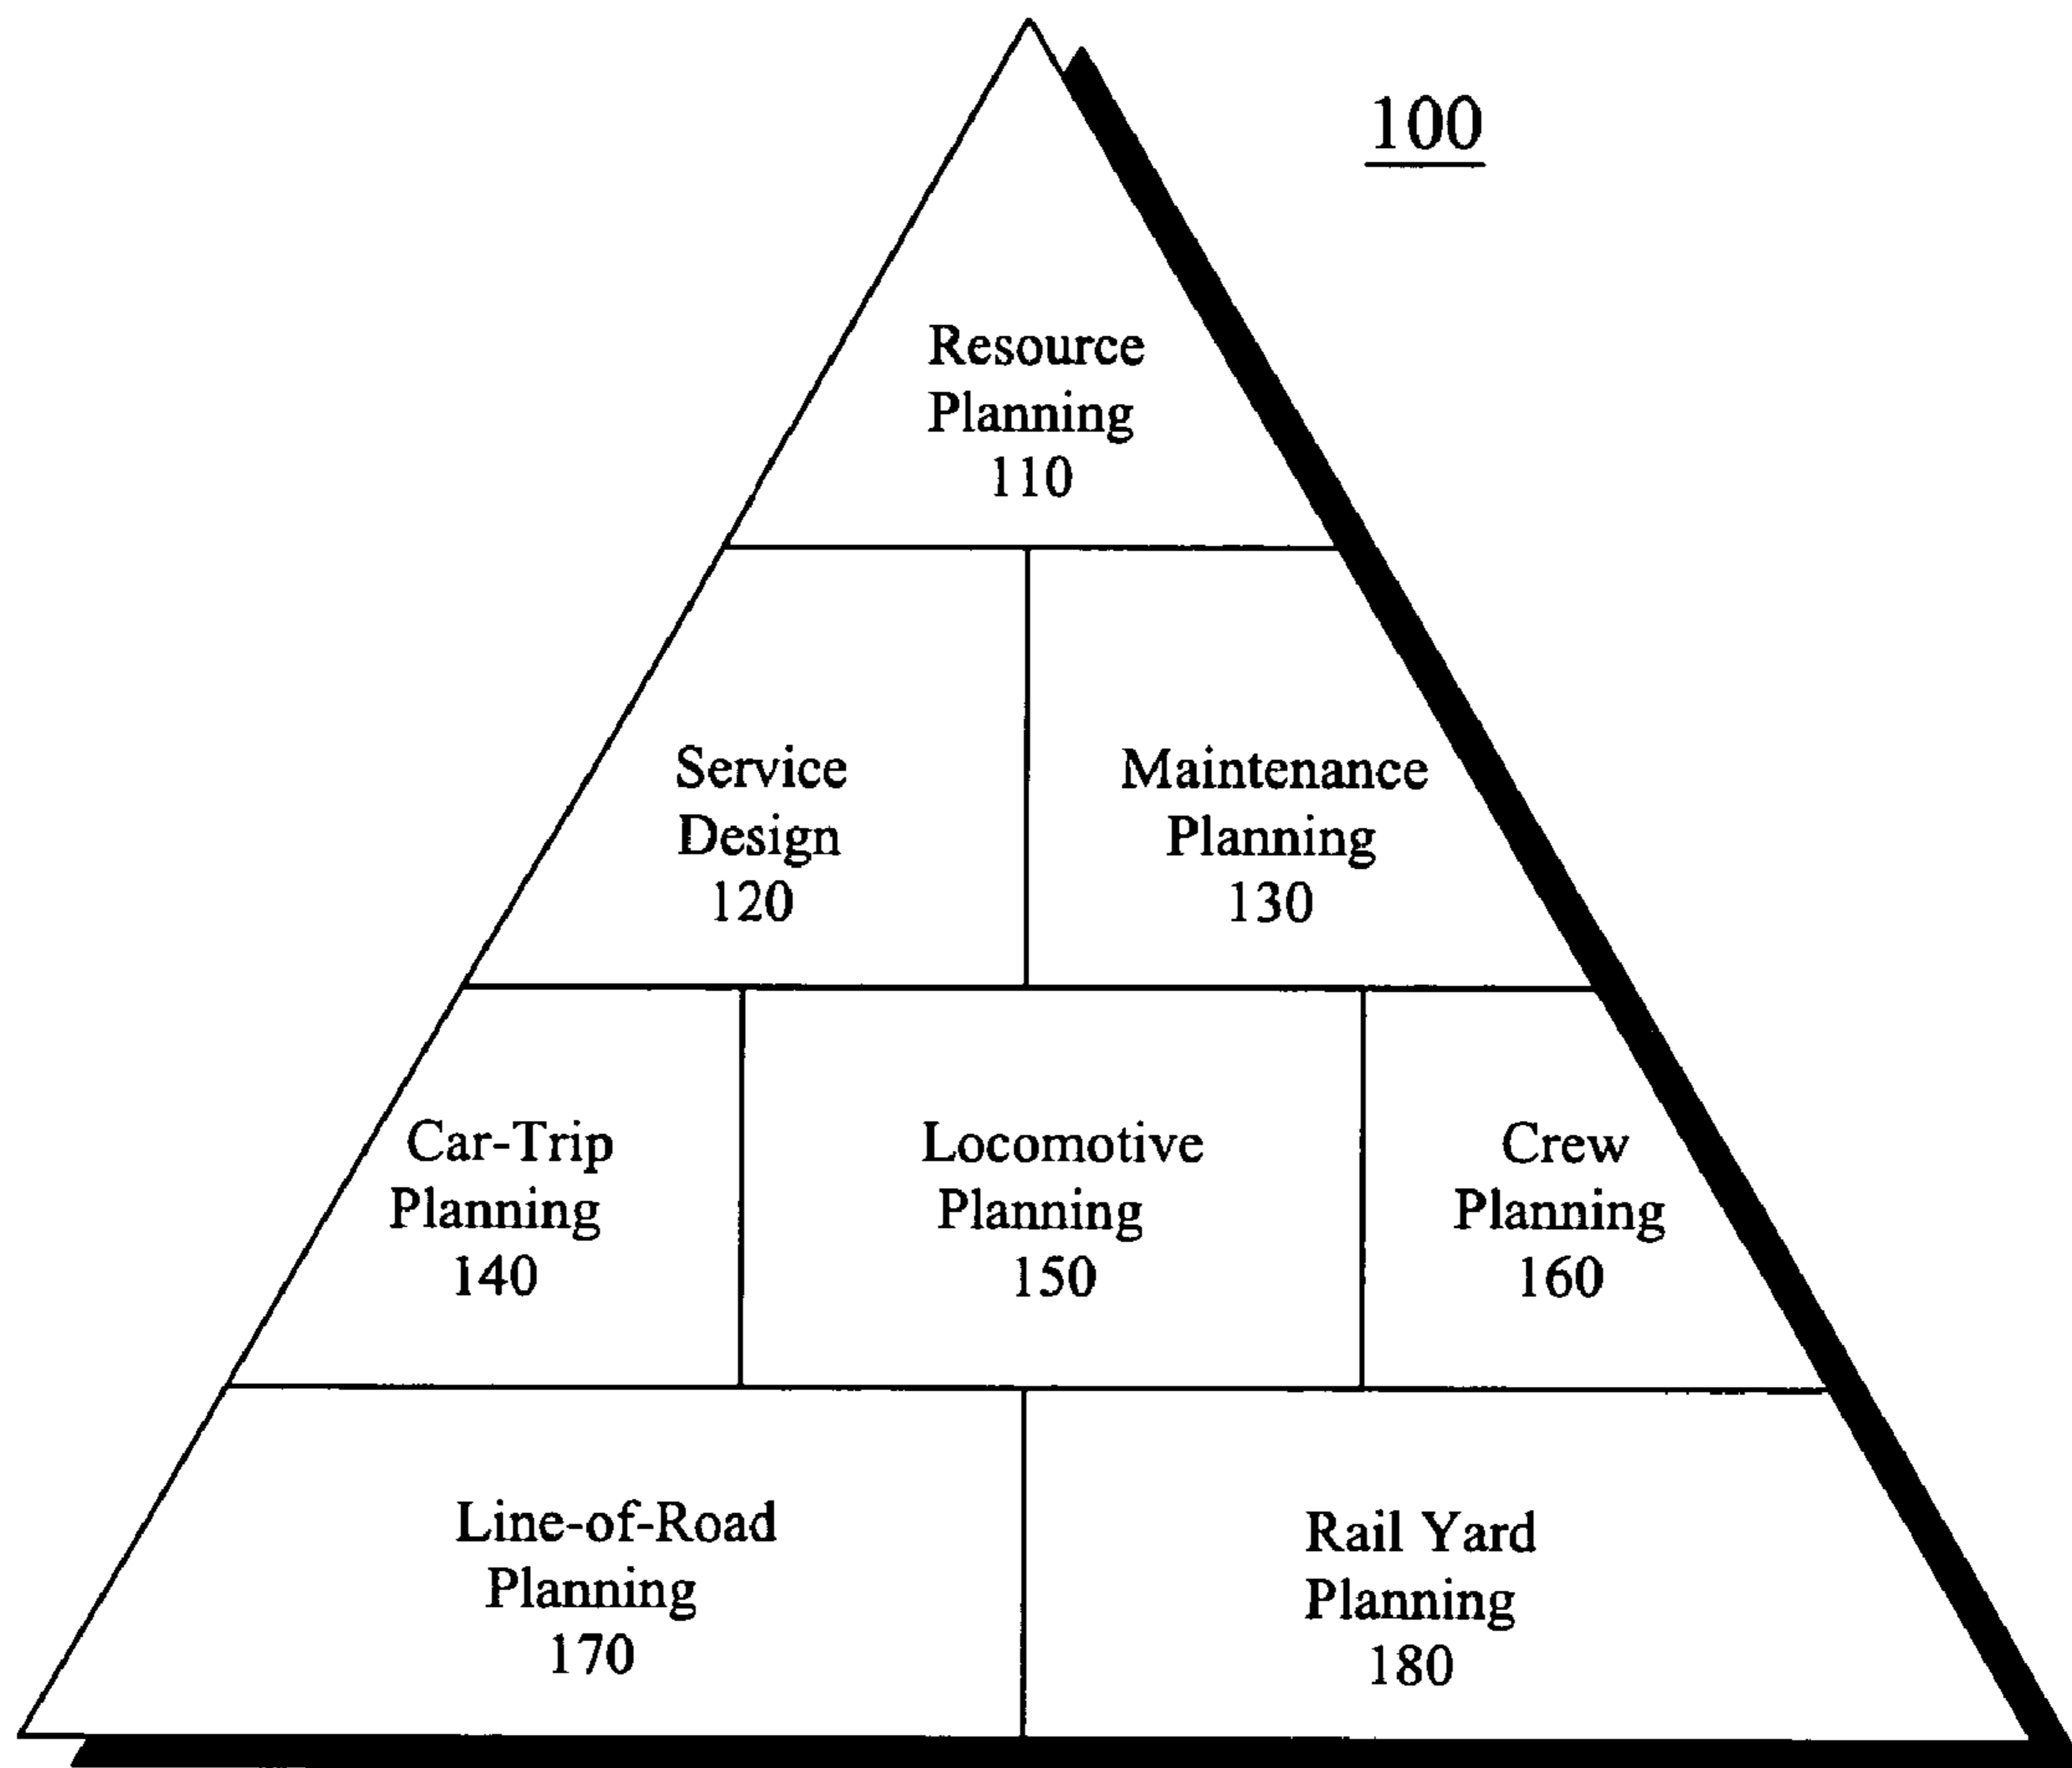 100
Resource
Planning
110
Service
Design
120
Maintenance
Planning
130
Car-Trip
Planning
140
Locomotive
Planning
150
Crew
Planning
160
Line-of-Road
Planning
170
Rail Yard
Planning
180